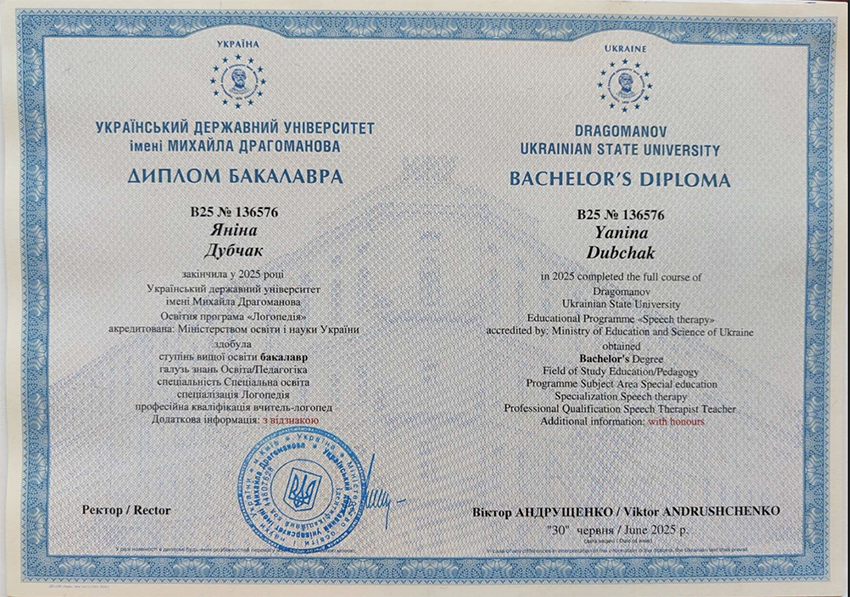 УКРАЇНА
УКРАЇНСЬКИЙ ДЕРЖАВНИЙ УНІВЕРСИТЕТ
імені МИХАЙЛА ДРАГОМАНОВА
ДИПЛОМ БАКАЛАВРА
B25 № 136576
Яніна
Дубчак
закінчила у 2025 році
Український державний університет
імені Михайла Драгоманова
Освітня програма «Логопедія»
акредитована: Міністерством освіти і науки України
здобула
ступінь вищої освіти бакалавр
галузь знань Освіта/Педагогіка
спеціальність Спеціальна освіта
спеціалізація Логопедія
професійна кваліфікація вчитель-логопед
Додаткова інформація: з відзнакою
Ректор / Rector
UKRAINE
DRAGOMANOV
UKRAINIAN STATE UNIVERSITY
BACHELOR'S DIPLOMA
B25 № 136576
Yanina
Dubchak
in 2025 completed the full course of
Dragomanov
Ukrainian State University
Educational Programme «Speech therapy»
accredited by: Ministry of Education and Science of Ukraine
obtained
Bachelor's Degree
Field of Study Education/Pedagogy
Programme Subject Area Special education
Specialization Speech therapy
Professional Qualification Speech Therapist Teacher
Additional information: with honours
Віктор АНДРУЩЕНКО / Viktor ANDRUSHCHENKO
"30" червня / June 2025 р.